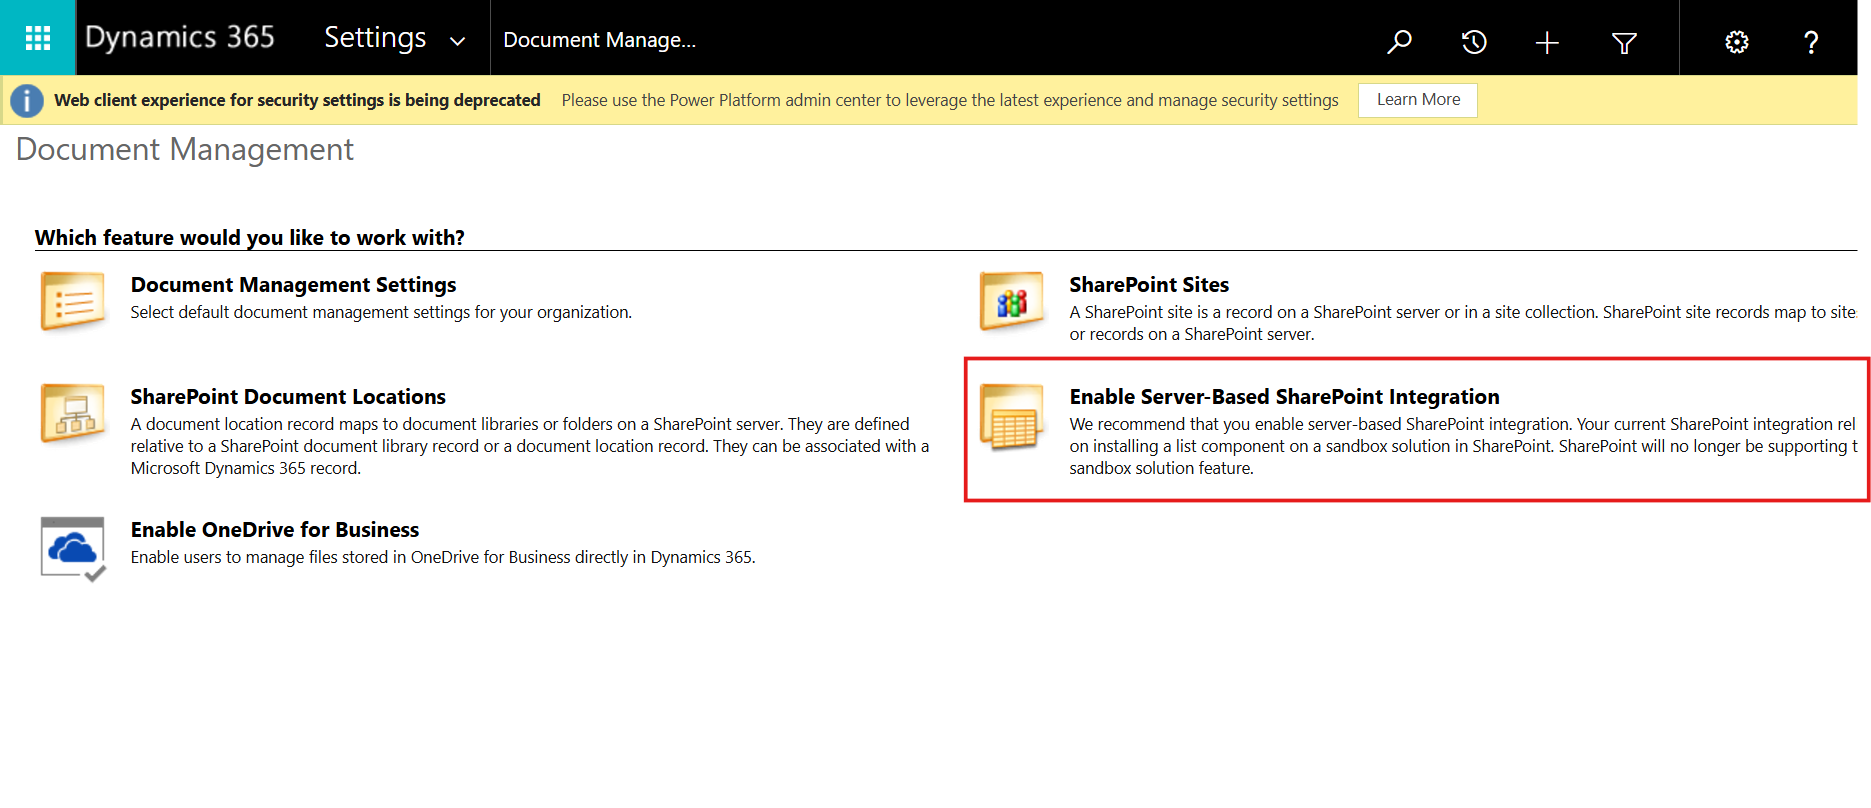 Dynamics 365 Settings Document Manage...
Web client experience for security settings is being deprecated Please use the Power Platform admin center to leverage the latest experience and manage security settings Learn More
Document Management
Which feature would you like to work with?
Document Management Settings
Select default document management settings for your organization.
SharePoint Sites
A SharePoint site is a record on a SharePoint server or in a site collection. SharePoint site records map to site
or records on a SharePoint server.
SharePoint Document Locations
A document location record maps to document libraries or folders on a SharePoint server. They are defined
relative to a SharePoint document library record or a document location record. They can be associated with a
Microsoft Dynamics 365 record.
Enable Server-Based SharePoint Integration
We recommend that you enable server-based SharePoint integration. Your current SharePoint integration rel
on installing a list component on a sandbox solution in SharePoint. SharePoint will no longer be supporting t
sandbox solution feature.
Enable OneDrive for Business
Enable users to manage files stored in OneDrive for Business directly in Dynamics 365.